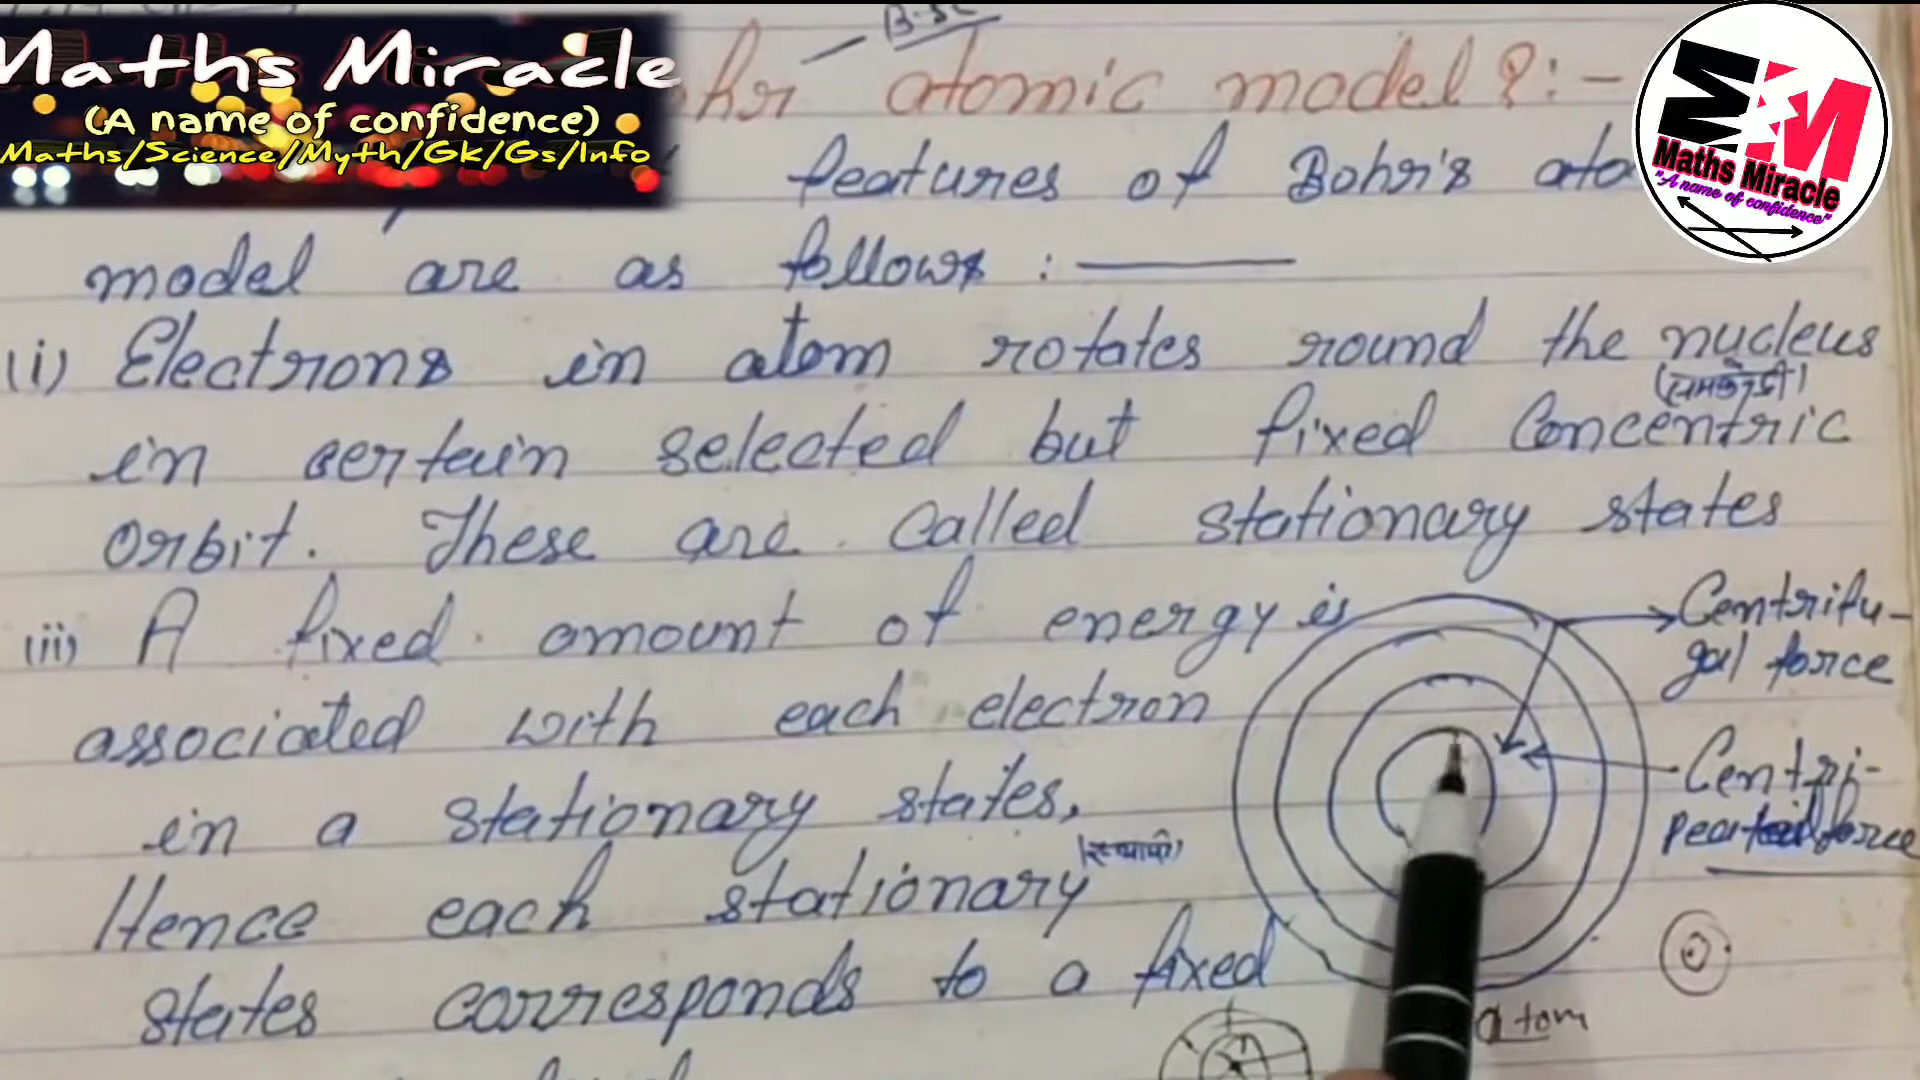 B.Sc
Maths Miracle
(A name of confidence)
Maths/Science/Myth/GK/Gs/Info
atomic model ? : -
features of Bohr's ato
model are as follows :
(i) Electrons in atom rotates round the nucleus
(समकेन्द्री)
in certain selected but fixed Concentric
orbit. These are called stationary states
(ii) A fixed amount of energy is
associated with each electron
in a stationary states,
(स्थायी)
Hence each stationary
states corresponds to a fixed
Centrifu-
gal force
Centri-
force
atom
M&M
Maths Miracle
"A name of confidence"